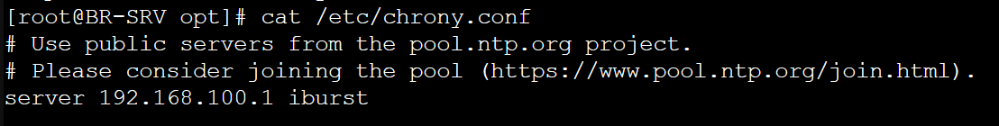 [root@BR-SRV opt]# cat /etc/chrony.conf
# Use public servers from the pool.ntp.org project.
# Please consider joining the pool (https://www.pool.ntp.org/join.html).
server 192.168.100.1 iburst